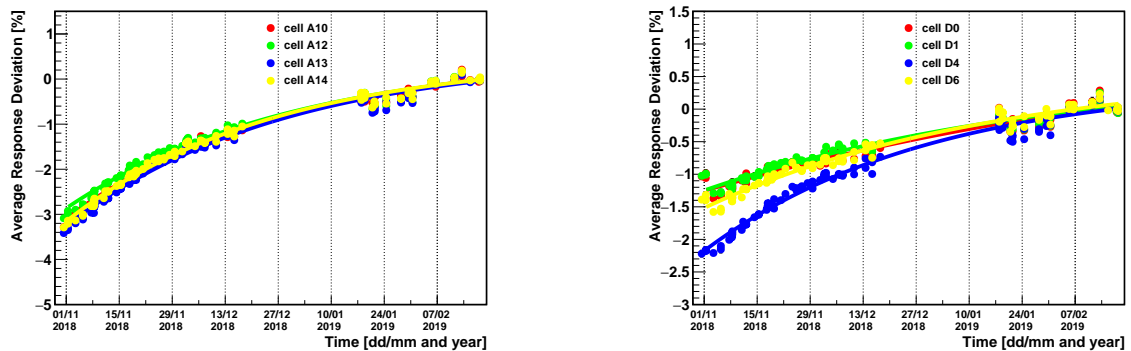 Average Response Deviation [%]
1
0
−1
−2
−3
−4
−5
cell A10
cell A12
cell A13
cell A14
01/11 15/11 29/11 13/12 27/12 10/01 24/01 07/02
2018 2018 2018 2018 2018 2019 2019 2019
Time [dd/mm and year]
Average Response Deviation [%]
1.5
1
0.5
0
−0.5
−1
−1.5
−2
−2.5
−3
cell D0
cell D1
cell D4
cell D6
01/11 15/11 29/11 13/12 27/12 10/01 24/01 07/02
2018 2018 2018 2018 2018 2019 2019 2019
Time [dd/mm and year]